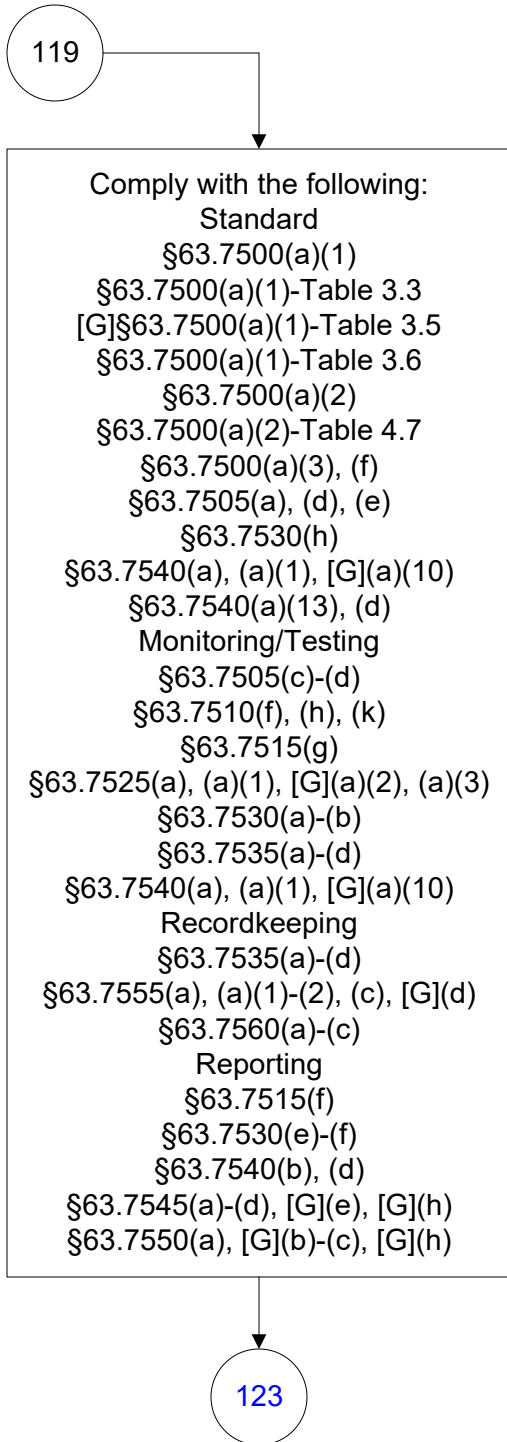 119
Comply with the following:
Standard
§63.7500(a)(1)
§63.7500(a)(1)-Table 3.3
[G]§63.7500(a)(1)-Table 3.5
§63.7500(a)(1)-Table 3.6
§63.7500(a)(2)
§63.7500(a)(2)-Table 4.7
§63.7500(a)(3), (f)
§63.7505(a), (d), (e)
§63.7530(h)
§63.7540(a), (a)(1), [G](a)(10)
§63.7540(a)(13), (d)
Monitoring/Testing
§63.7505(c)-(d)
§63.7510(f), (h), (k)
§63.7515(g)
§63.7525(a), (a)(1), [G](a)(2), (a)(3)
§63.7530(a)-(b)
§63.7535(a)-(d)
§63.7540(a), (a)(1), [G](a)(10)
Recordkeeping
§63.7535(a)-(d)
§63.7555(a), (a)(1)-(2), (c), [G](d)
§63.7560(a)-(c)
Reporting
§63.7515(f)
§63.7530(e)-(f)
§63.7540(b), (d)
§63.7545(a)-(d), [G](e), [G](h)
§63.7550(a), [G](b)-(c), [G](h)
123